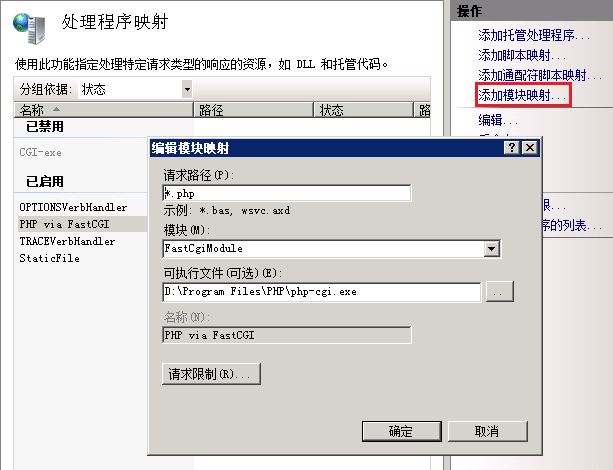 处理程序映射
使用此功能指定处理特定请求类型的响应的资源，如 DLL 和托管代码。
分组依据: 状态
名称 路径 状态 路
已禁用
CGI-exe
已启用
OPTIONSVerbHandler
PHP via FastCGI
TRACEVerbHandler
StaticFile
编辑模块映射
请求路径(P):
*.php
示例: *.bas, wsvc.axd
模块(M):
FastCgiModule
可执行文件(可选)(E):
D:\Program Files\PHP\php-cgi.exe
..
名称(N):
PHP via FastCGI
请求限制(R)...
确定 取消
操作
添加托管处理程序...
添加脚本映射...
添加通配符脚本映射...
添加模块映射...
编辑...
限...
序的列表...